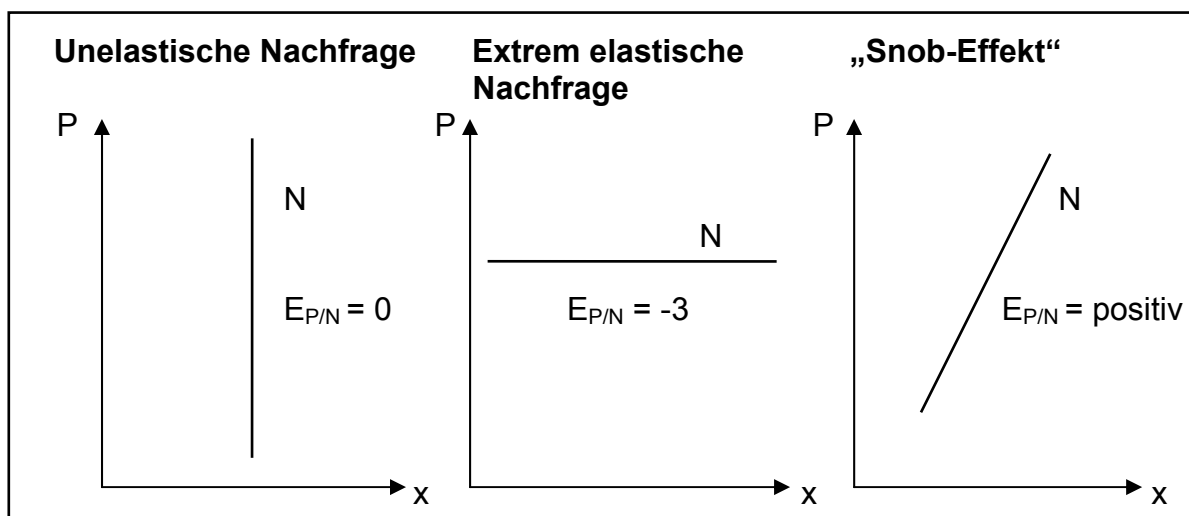 Unelastische Nachfrage
P
N
E_P/N = 0
x
Extrem elastische
Nachfrage
P
N
E_P/N = -3
x
„Snob-Effekt“
P
N
E_P/N = positiv
x